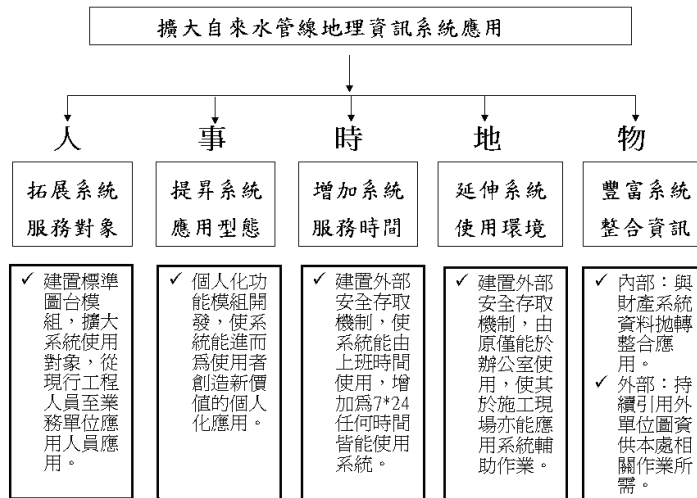 擴大自來水管線地理資訊系統應用
人
事
時
地
物
拓展系統
服務對象
提昇系統
應用型態
增加系統
服務時間
延伸系統
使用環境
豐富系統
整合資訊
✓ 建置標準
圖台模
組，擴大
系統使用
對象，從
現行工程
人員至業
務單位應
用人員應
用。
✓ 個人化功
能模組開
發，使系
統能進而
為使用者
創造新價
值的個人
化應用。
✓ 建置外部
安全存取
機制，使
系統能由
上班時間
使用，增
加為7*24
任何時間
皆能使用
系統。
✓ 建置外部
安全存取
機制，由
原僅能於
辦公室使
用，使其
於施工現
場亦能應
用系統輔
助作業。
✓ 內部：與
財產系統
資料拋轉
整合應
用。
✓ 外部：持
續引用外
單位圖資
供本處相
關作業所
需。